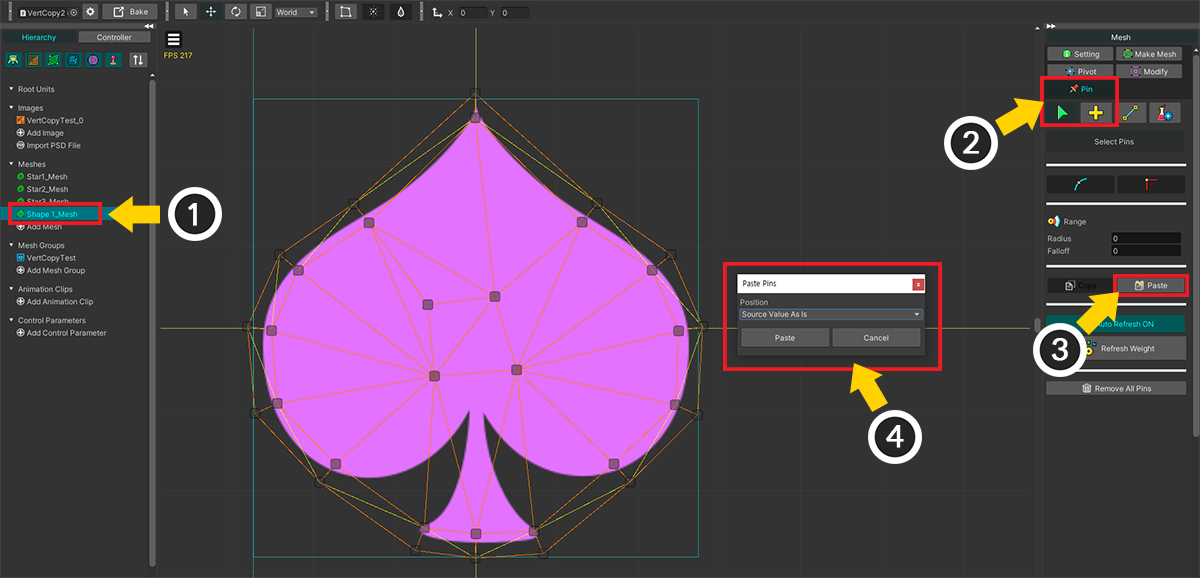 VertCopy2
Bake
World
X 0 Y 0
Hierarchy
Controller
FPS 217
Root Units
Images
VertCopyTest_0
Add Image
Import PSD File
Meshes
Star1_Mesh
Star2_Mesh
Star3_Mesh
Shape 1_Mesh
Add Mesh
Mesh Groups
VertCopyTest
Add Mesh Group
Animation Clips
Add Animation Clip
Control Parameters
Add Control Parameter
1
Paste Pins
x
Position
Source Value As Is
Paste
Cancel
4
Mesh
Setting
Make Mesh
Pivot
Modify
Pin
2
Select Pins
Range
Radius 0
Falloff 0
Copy
Paste
3
Auto Refresh ON
Refresh Weight
Remove All Pins